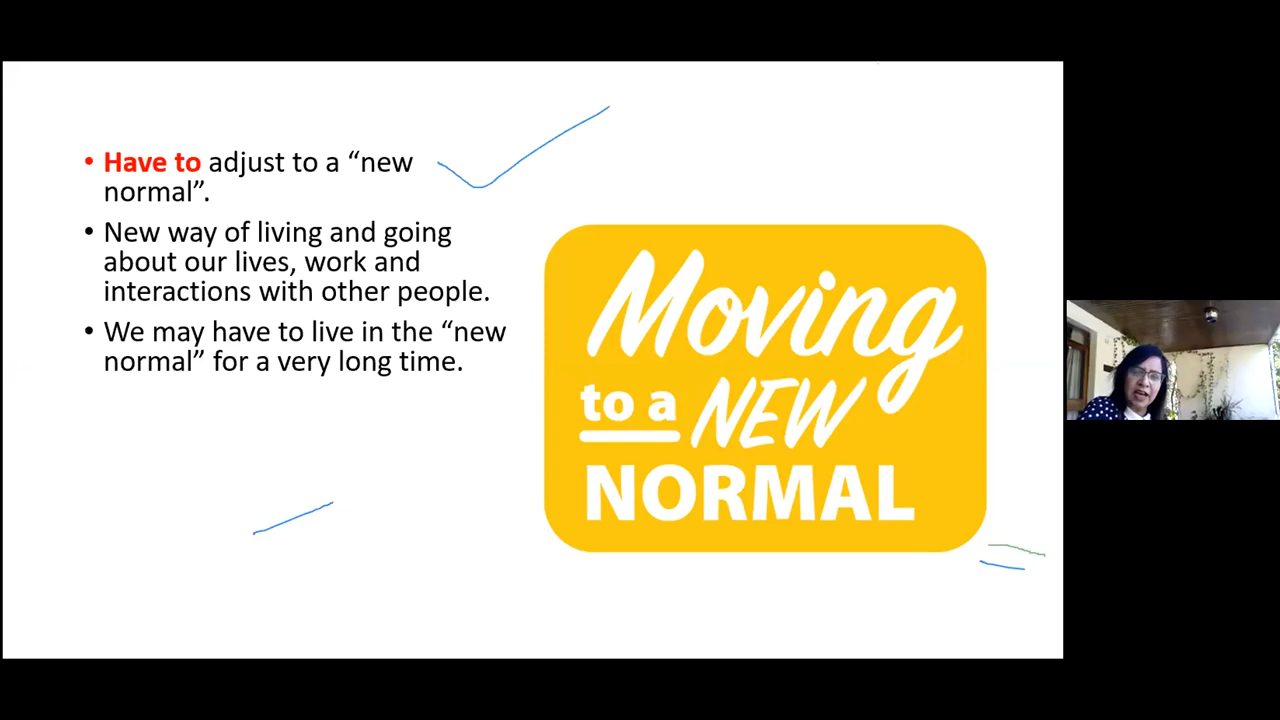 • Have to adjust to a “new
normal”.
• New way of living and going
about our lives, work and
interactions with other people.
• We may have to live in the “new
normal” for a very long time.
Moving
to a NEW
NORMAL